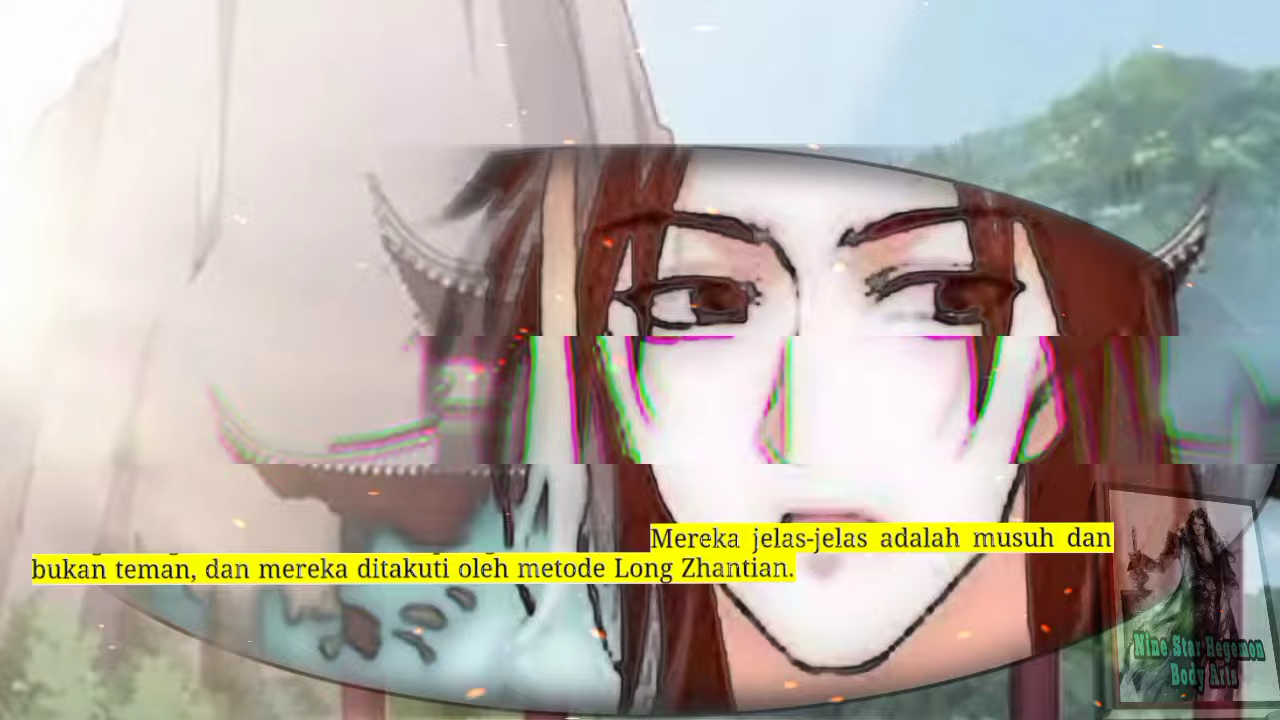 Mereka jelas-jelas adalah musuh dan
bukan teman, dan mereka ditakuti oleh metode Long Zhantian.
Nine Star Hegemon
Body Arts